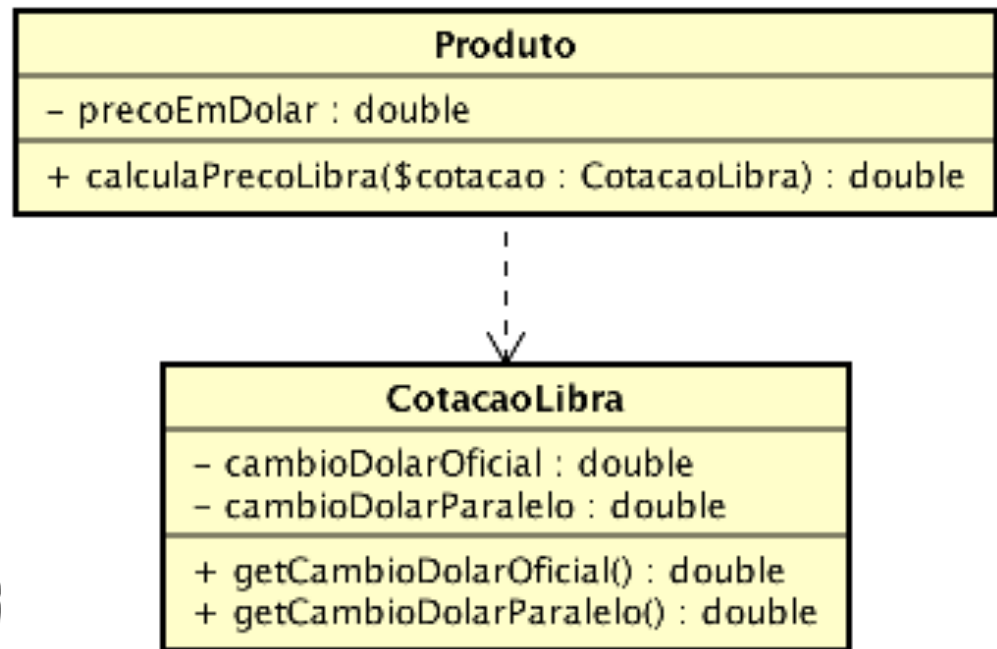 Produto
- precoEmDolar : double
+ calculaPrecoLibra($cotacao : CotacaoLibra) : double
CotacaoLibra
- cambioDolarOficial : double
- cambioDolarParalelo : double
+ getCambioDolarOficial() : double
+ getCambioDolarParalelo() : double